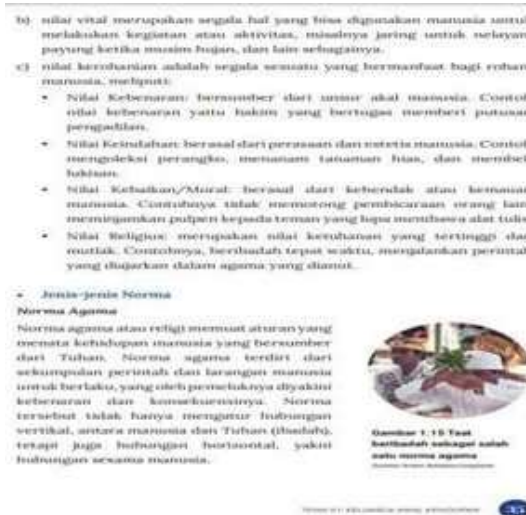 b) nilai vital merupakan segala hal yang bisa digunakan manusia untu
melakukan kegiatan atau aktivitas, misalnya jaring untuk nelayan
payung ketika musim hujan, dan lain sebagainya.
c) nilai kerohanian adalah segala sesuatu yang bermanfaat bagi rohan
manusia, meliputi:
• Nilai Kebenaran: bersumber dari unsur akal manusia. Contol
nilai kebenaran yaitu hakim yang bertugas memberi putusa
pengadilan.
• Nilai Keindahan: berasal dari perasaan dan estetis manusia. Contol
mengoleksi perangko, menanam tanaman hias, dan membel
lukisan.
• Nilai Kebaikan/Moral: berasal dari kehendak atau kemaua
manusia. Contohnya tidak memotong pembicaraan orang lain
meminjamkan pulpen kepada teman yang lupa membawa alat tulis
• Nilai Religius: merupakan nilai ketuhanan yang tertinggi da
mutlak. Contohnya, beribadah tepat waktu, menjalankan perintal
yang diajarkan dalam agama yang dianut.
• Jenis-jenis Norma
Norma Agama
Norma agama atau religi memuat aturan yang
menata kehidupan manusia yang bersumber
dari Tuhan. Norma agama terdiri dari
sekumpulan perintah dan larangan manusia
untuk berlaku, yang oleh pemeluknya diyakini
kebenaran dan konsekuensinya. Norma
tersebut tidak hanya mengatur hubungan
vertikal, antara manusia dan Tuhan (ibadah),
tetapi juga hubungan horizontal, yakni
hubungan sesama manusia.
Gambar 1.15 Taat
beribadah sebagai salah
satu norma agama